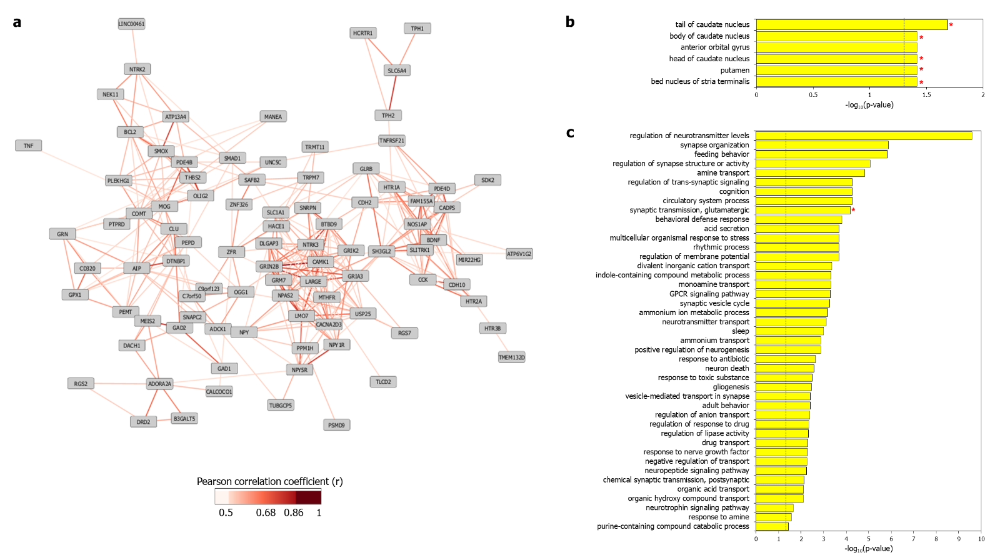 a
LINC00461
HCRTR1
TPH1
NTRK2
SLC6A4
NEK11
ATP13A4
MANEA
TPH2
BCL2
TNF
TNFRSF21
SMOX
TRMT11
SMAD1
PDE4B
UNC5C
GLRB
PLEKHG1
THBS2
SAFB2
TRPM7
SDK2
HTR1A
PDE4D
OLIG2
ZNF326
CDH2
FAM155A
CADPS
MOG
SNRPN
COMT
SLC1A1
PTPRD
HACE1
BTBD9
NOS1AP
CLU
GRN
BDNF
PEPD
DLGAP3
NTRK3
GRIK2
SH3GL2
SLITRK1
ATP6V1G2
ZFR
MIR22HG
DTNBP1
CAMK1
CD320
AIP
GRIN2B
GRIA3
GRM7
LARGE
CCK
CDH10
C9orf123
GPX1
C7orf50
OGG1
NPAS2
MTHFR
HTR2A
PEMT
SNAPC2
LMO7
USP25
MEIS2
GAD2
ADCK1
NPY
CACNA2D3
RGS7
HTR3B
DACH1
PPM1H
NPY1R
TMEM132D
GAD1
NPY5R
RGS2
ADORA2A
TLCD2
CALCOCO1
TUBGCP5
DRD2
B3GALT5
PSMD9
Pearson correlation coefficient (r)
0.5 0.68 0.86 1
b
tail of caudate nucleus *
body of caudate nucleus *
anterior orbital gyrus
head of caudate nucleus *
putamen *
bed nucleus of stria terminalis *
0 0.5 1 1.5 2
-log10(p-value)
c
regulation of neurotransmitter levels
synapse organization
feeding behavior
regulation of synapse structure or activity
amine transport
regulation of trans-synaptic signaling
cognition
circulatory system process
synaptic transmission, glutamatergic *
behavioral defense response
acid secretion
multicellular organismal response to stress
rhythmic process
regulation of membrane potential
divalent inorganic cation transport
indole-containing compound metabolic process
monoamine transport
GPCR signaling pathway
synaptic vesicle cycle
ammonium ion metabolic process
neurotransmitter transport
sleep
ammonium transport
positive regulation of neurogenesis
response to antibiotic
neuron death
response to toxic substance
gliogenesis
vesicle-mediated transport in synapse
adult behavior
regulation of anion transport
regulation of response to drug
regulation of lipase activity
drug transport
response to nerve growth factor
negative regulation of transport
neuropeptide signaling pathway
chemical synaptic transmission, postsynaptic
organic acid transport
organic hydroxy compound transport
neurotrophin signaling pathway
response to amine
purine-containing compound catabolic process
0 1 2 3 4 5 6 7 8 9 10
-log10(p-value)